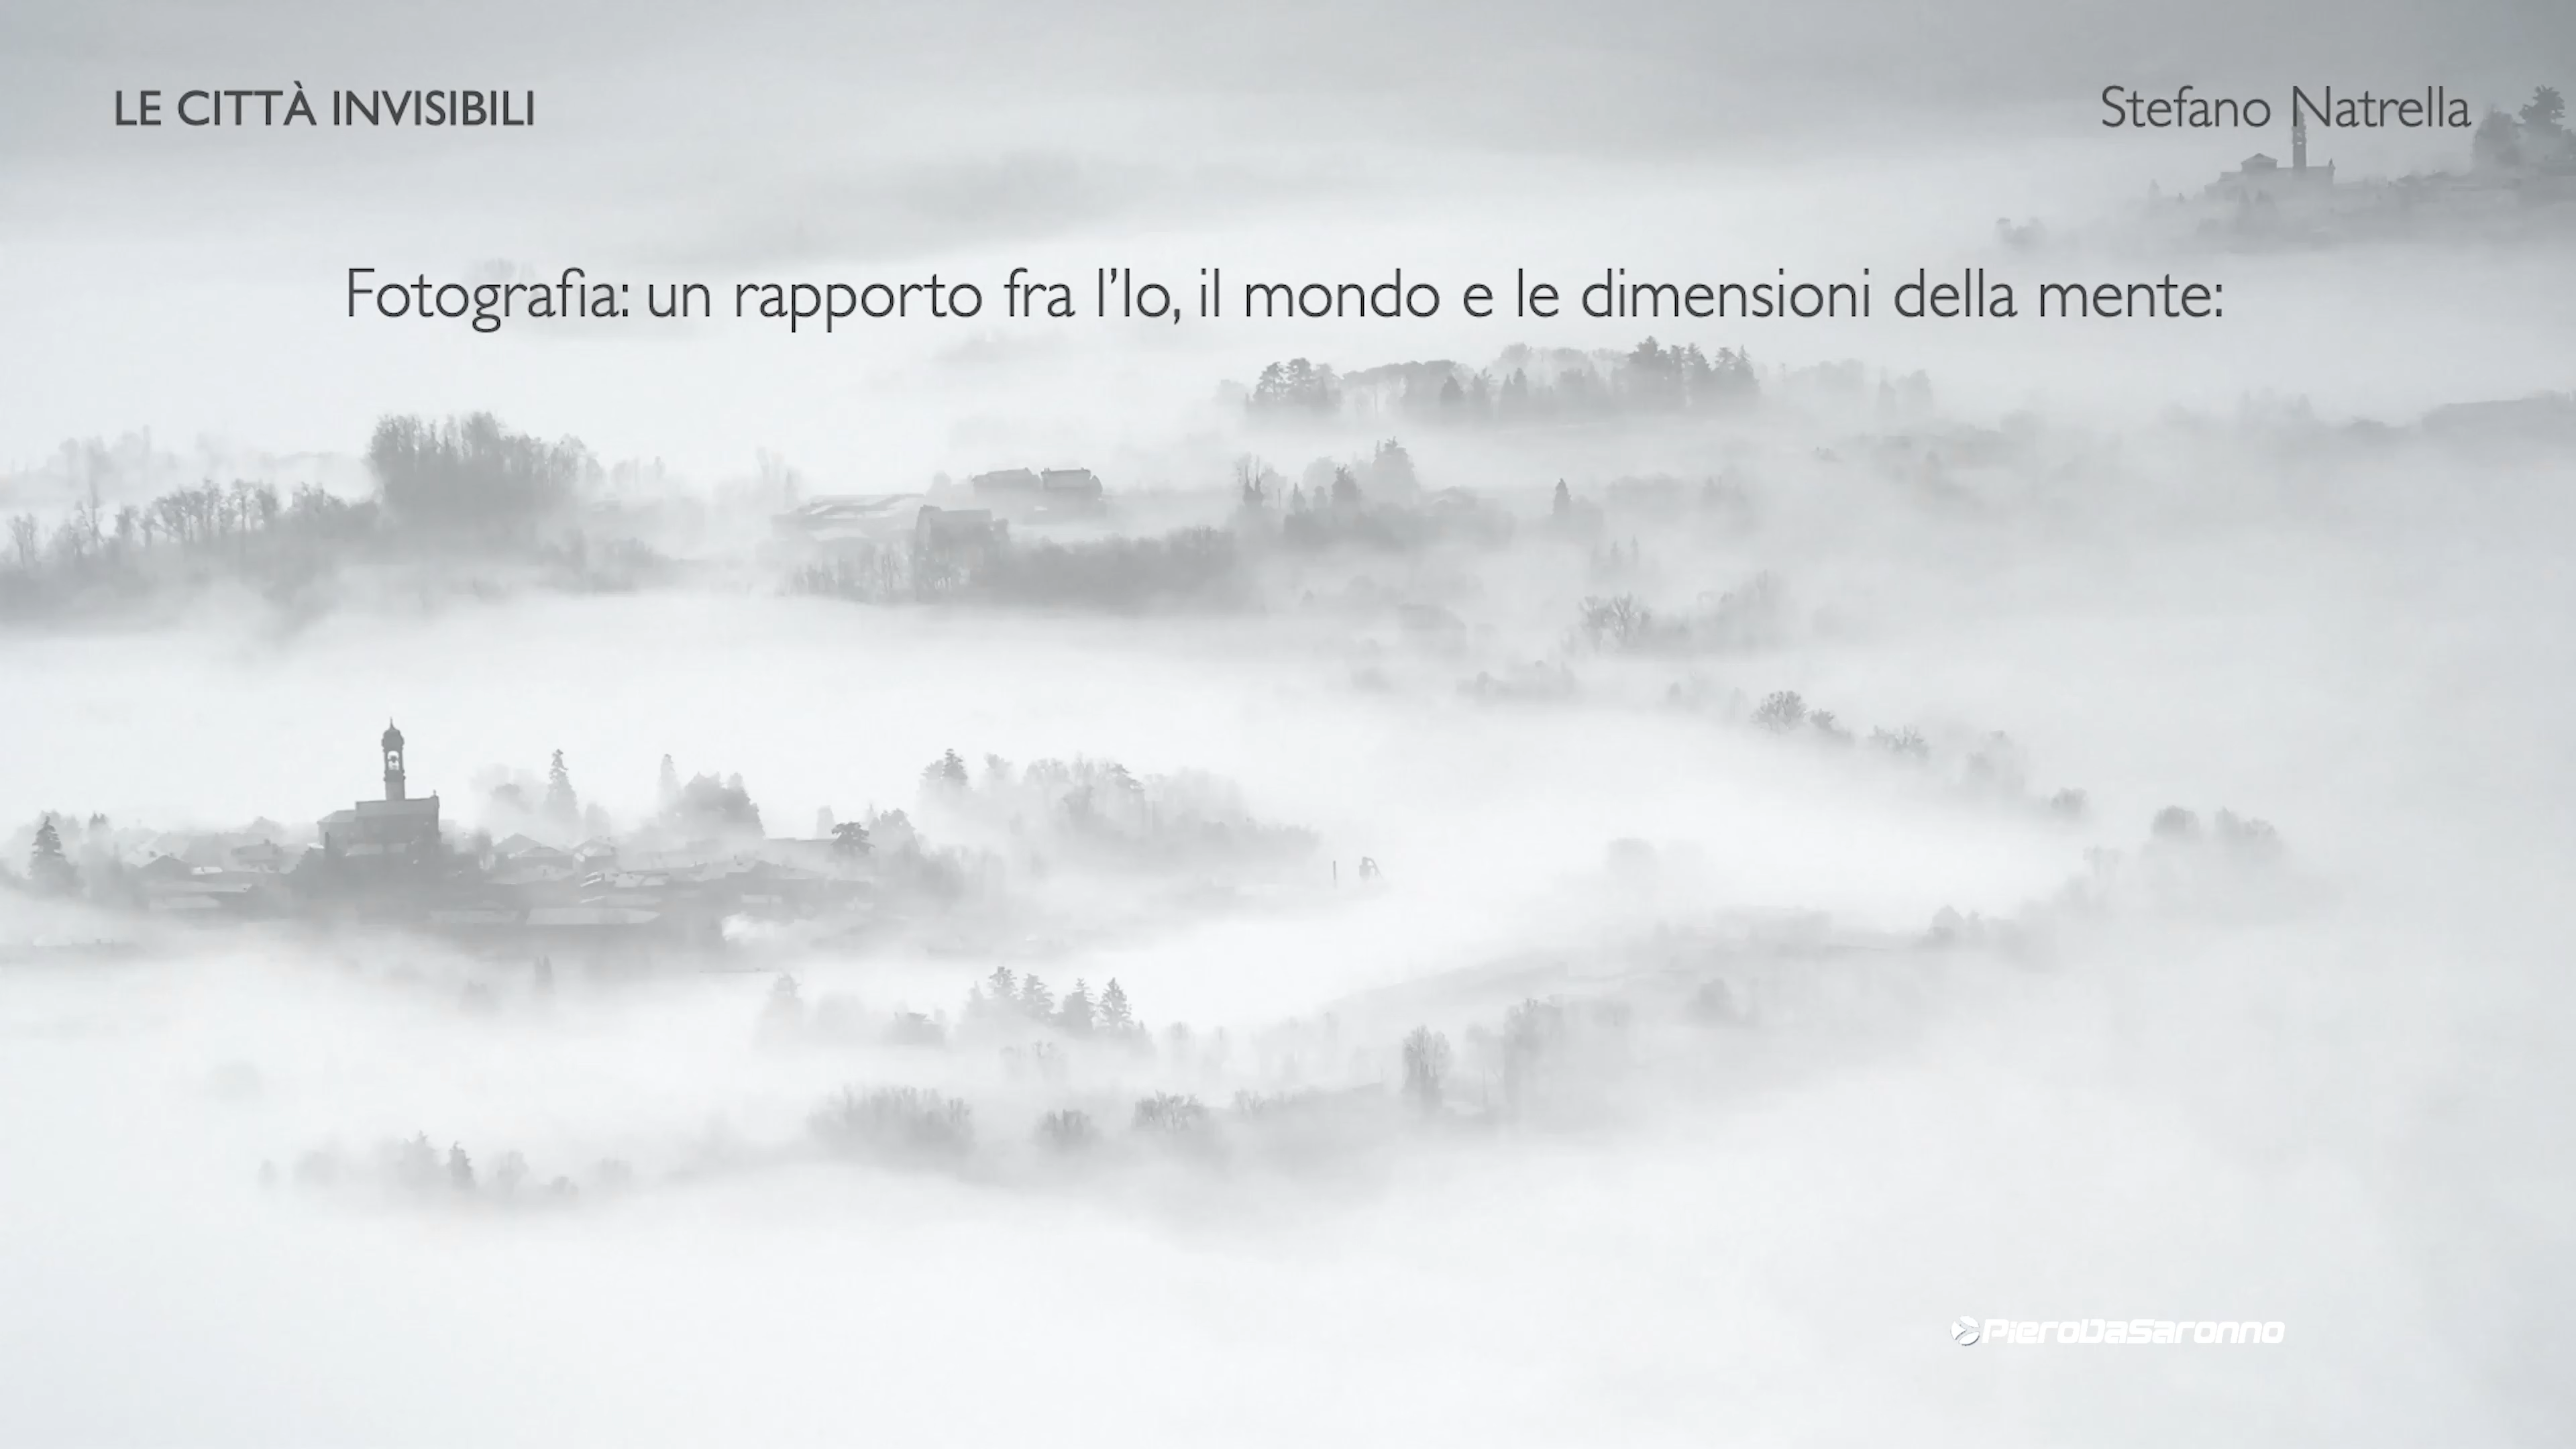 LE CITTÀ INVISIBILI
Stefano Natrella
Fotografia: un rapporto fra l’Io, il mondo e le dimensioni della mente:
PieroDaSaronno